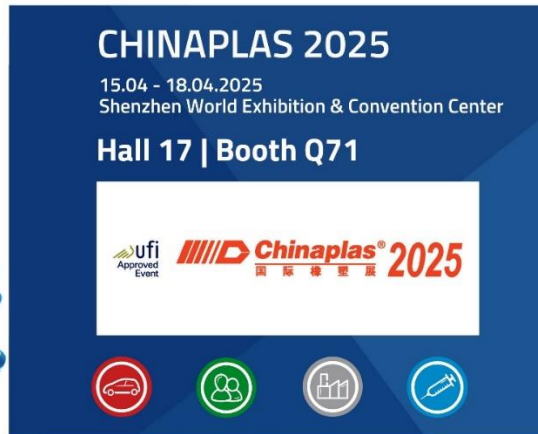 CHINAPLAS 2025
15.04 - 18.04.2025
Shenzhen World Exhibition & Convention Center
Hall 17 | Booth Q71
ufi
Approved
Event
Chinaplas® 2025
国际橡塑展